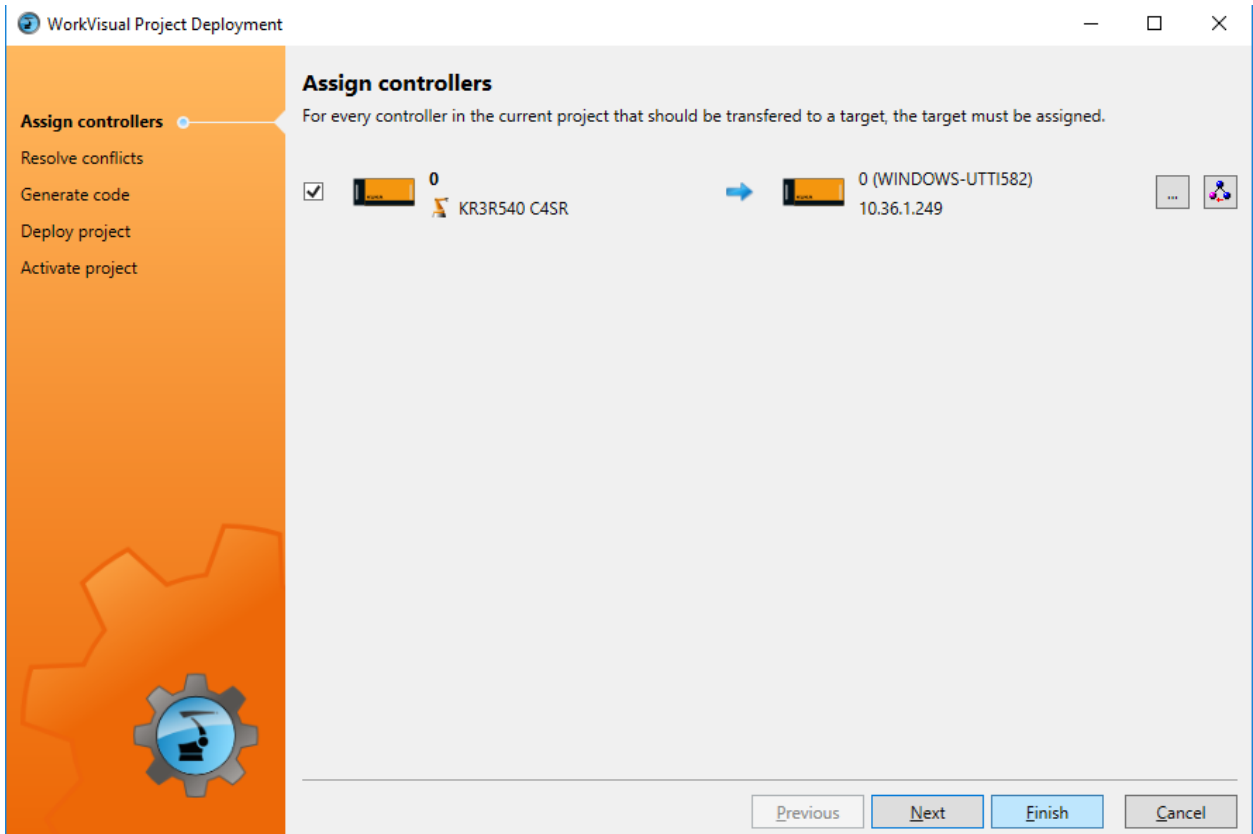 WorkVisual Project Deployment
Assign controllers
Resolve conflicts
Generate code
Deploy project
Activate project
Assign controllers
For every controller in the current project that should be transfered to a target, the target must be assigned.
0
KR3R540 C4SR
0 (WINDOWS-UTTI582)
10.36.1.249
...
Previous
Next
Finish
Cancel